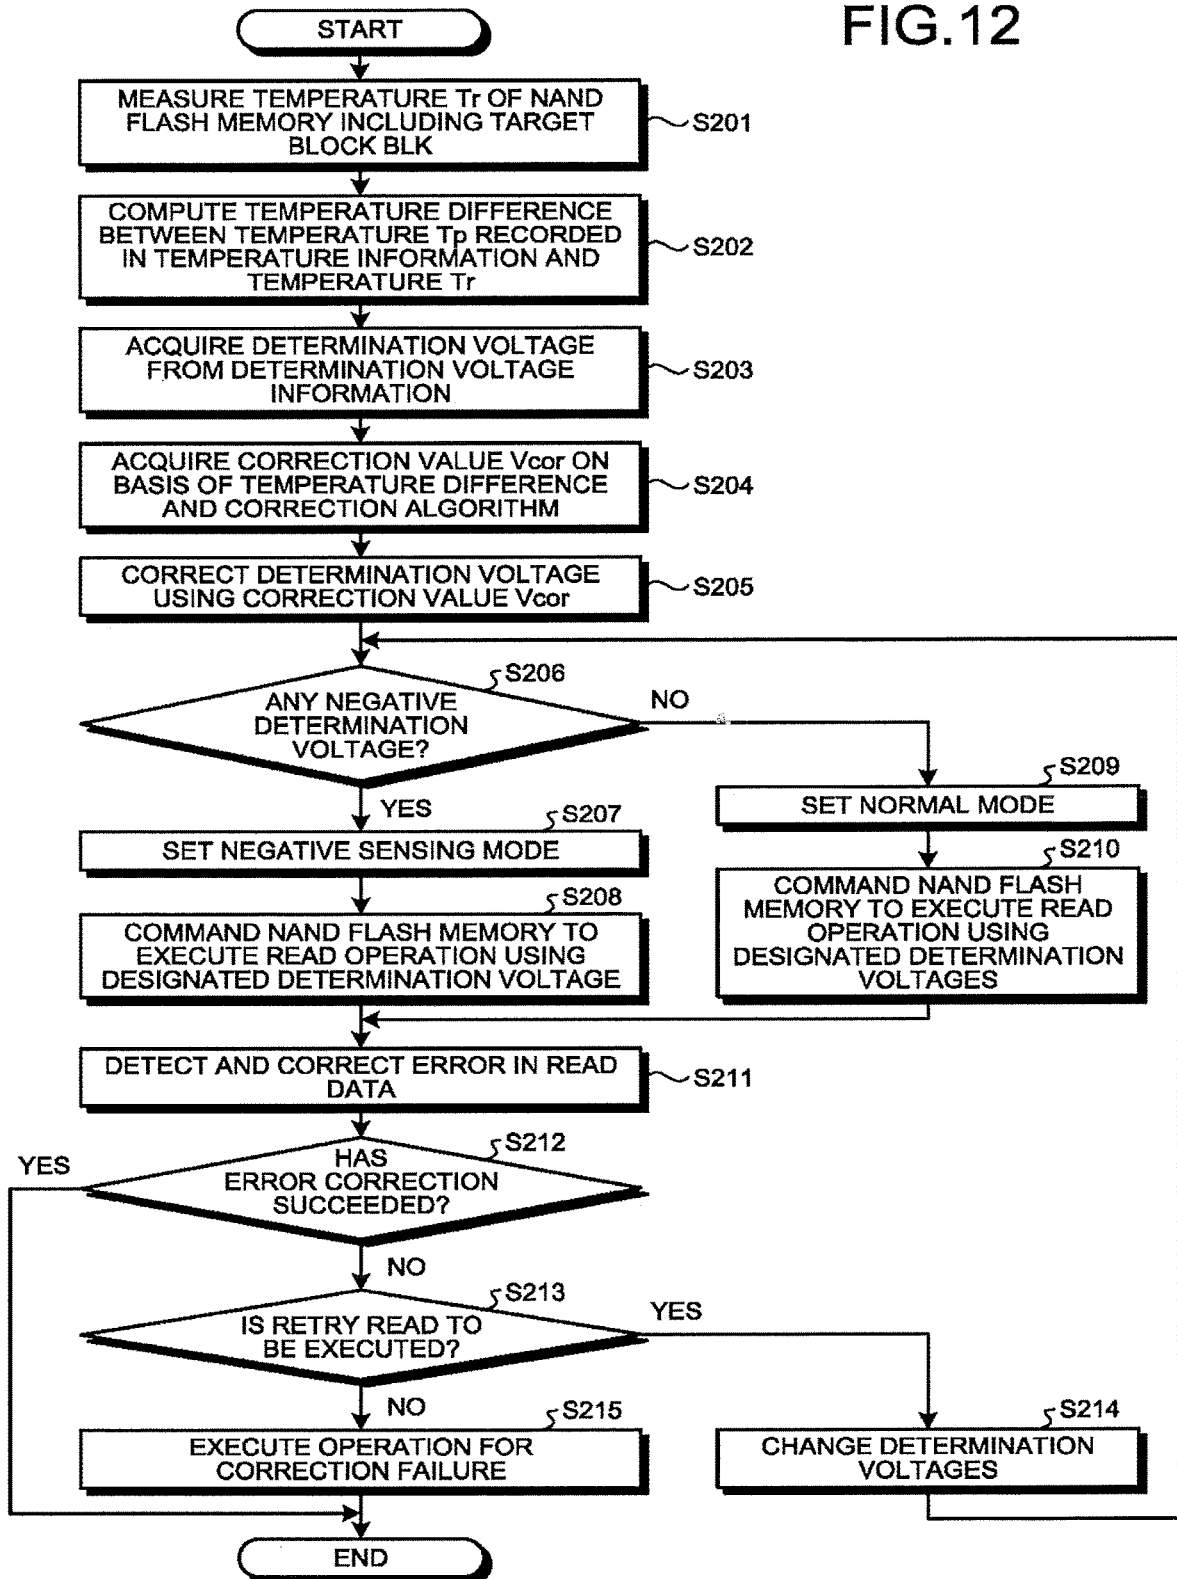 FIG.12
START
MEASURE TEMPERATURE Tr OF NAND
FLASH MEMORY INCLUDING TARGET
BLOCK BLK
S201
COMPUTE TEMPERATURE DIFFERENCE
BETWEEN TEMPERATURE Tp RECORDED
IN TEMPERATURE INFORMATION AND
TEMPERATURE Tr
S202
ACQUIRE DETERMINATION VOLTAGE
FROM DETERMINATION VOLTAGE
INFORMATION
S203
ACQUIRE CORRECTION VALUE Vcor ON
BASIS OF TEMPERATURE DIFFERENCE
AND CORRECTION ALGORITHM
S204
CORRECT DETERMINATION VOLTAGE
USING CORRECTION VALUE Vcor
S205
S206
ANY NEGATIVE
DETERMINATION
VOLTAGE?
NO
YES
S207
SET NEGATIVE SENSING MODE
S208
COMMAND NAND FLASH MEMORY TO
EXECUTE READ OPERATION USING
DESIGNATED DETERMINATION VOLTAGE
S209
SET NORMAL MODE
S210
COMMAND NAND FLASH
MEMORY TO EXECUTE READ
OPERATION USING
DESIGNATED DETERMINATION
VOLTAGES
DETECT AND CORRECT ERROR IN READ
DATA
S211
S212
YES
HAS
ERROR CORRECTION
SUCCEEDED?
NO
S213
IS RETRY READ TO
BE EXECUTED?
YES
NO
S215
EXECUTE OPERATION FOR
CORRECTION FAILURE
S214
CHANGE DETERMINATION
VOLTAGES
END